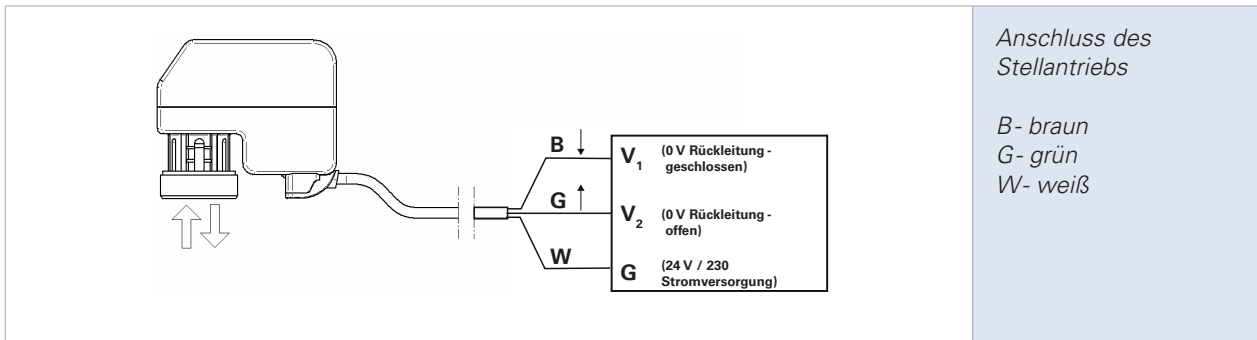 B
V1
(0 V Rückleitung -
geschlossen)
G
V2
(0 V Rückleitung -
offen)
W
G
(24 V / 230
Stromversorgung)
Anschluss des
Stellantriebs
B- braun
G- grün
W- weiß